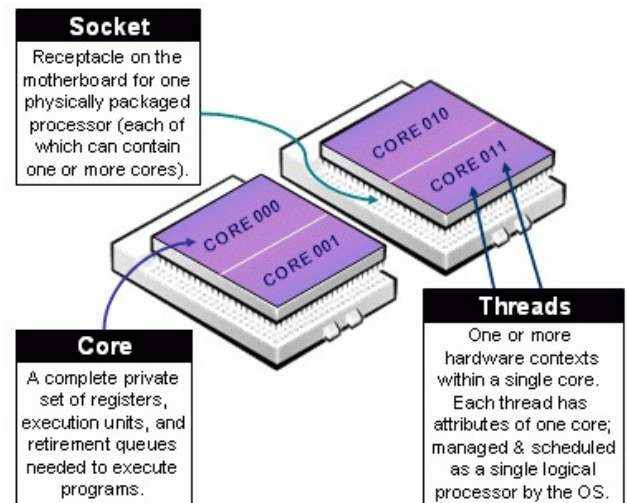 Socket
Receptacle on the
motherboard for one
physically packaged
processor (each of
which can contain
one or more cores).
CORE 010
CORE 011
CORE 000
CORE 001
Core
A complete private
set of registers,
execution units, and
retirement queues
needed to execute
programs.
Threads
One or more
hardware contexts
within a single core.
Each thread has
attributes of one core;
managed & scheduled
as a single logical
processor by the OS.